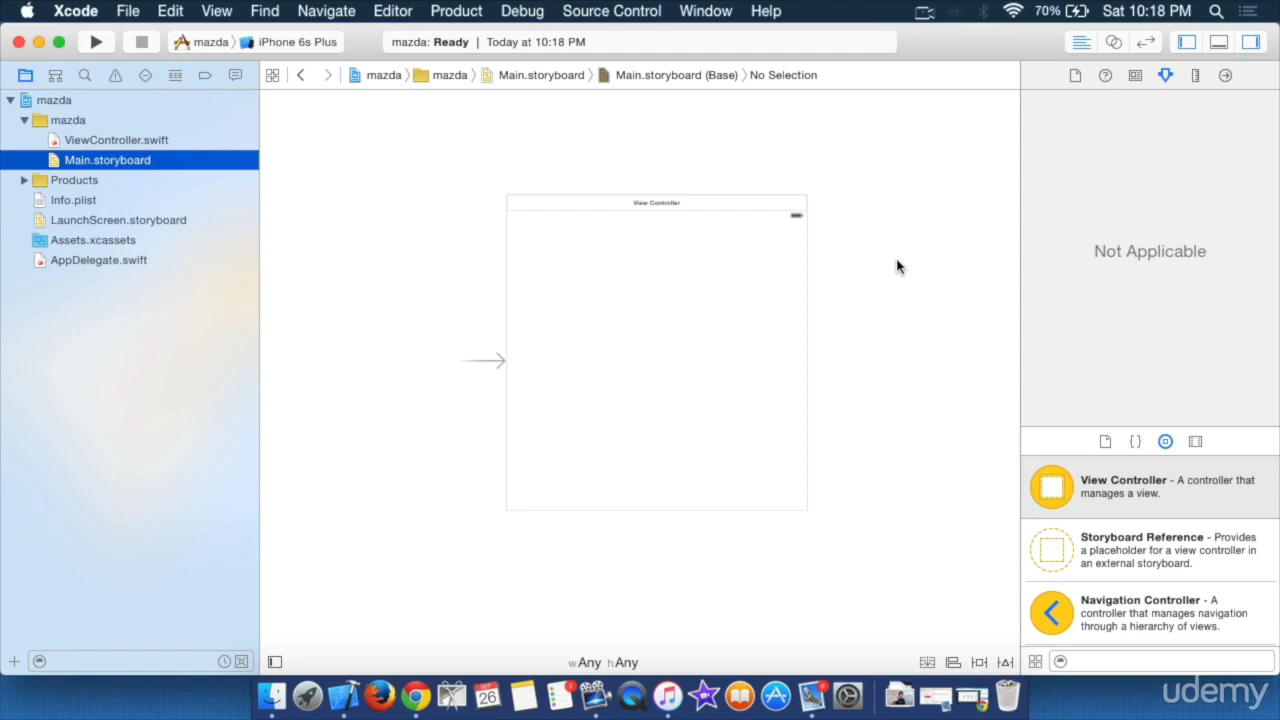 Xcode File Edit View Find Navigate Editor Product Debug Source Control Window Help 70% Sat 10:18 PM
mazda iPhone 6s Plus mazda: Ready | Today at 10:18 PM
mazda mazda Main.storyboard Main.storyboard (Base) No Selection
mazda
mazda
ViewController.swift
Main.storyboard
Products
Info.plist
LaunchScreen.storyboard
Assets.xcassets
AppDelegate.swift
View Controller
Not Applicable
{}
View Controller - A controller that
manages a view.
Storyboard Reference - Provides
a placeholder for a view controller in
an external storyboard.
Navigation Controller - A
controller that manages navigation
through a hierarchy of views.
wAny hAny
SEP
26
udemy